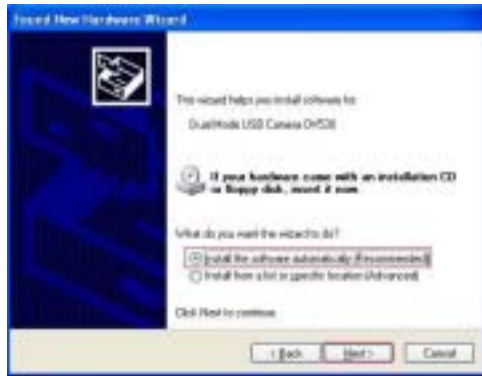 Found New Hardware Wizard
This wizard helps you install software for:
DualMode USB Camera
If your hardware came with an installation CD
or floppy disk, insert it now.
What do you want the wizard to do?
Install the software automatically (Recommended)
Install from a list or specific location (Advanced)
Click Next to continue.
< Back
Next >
Cancel